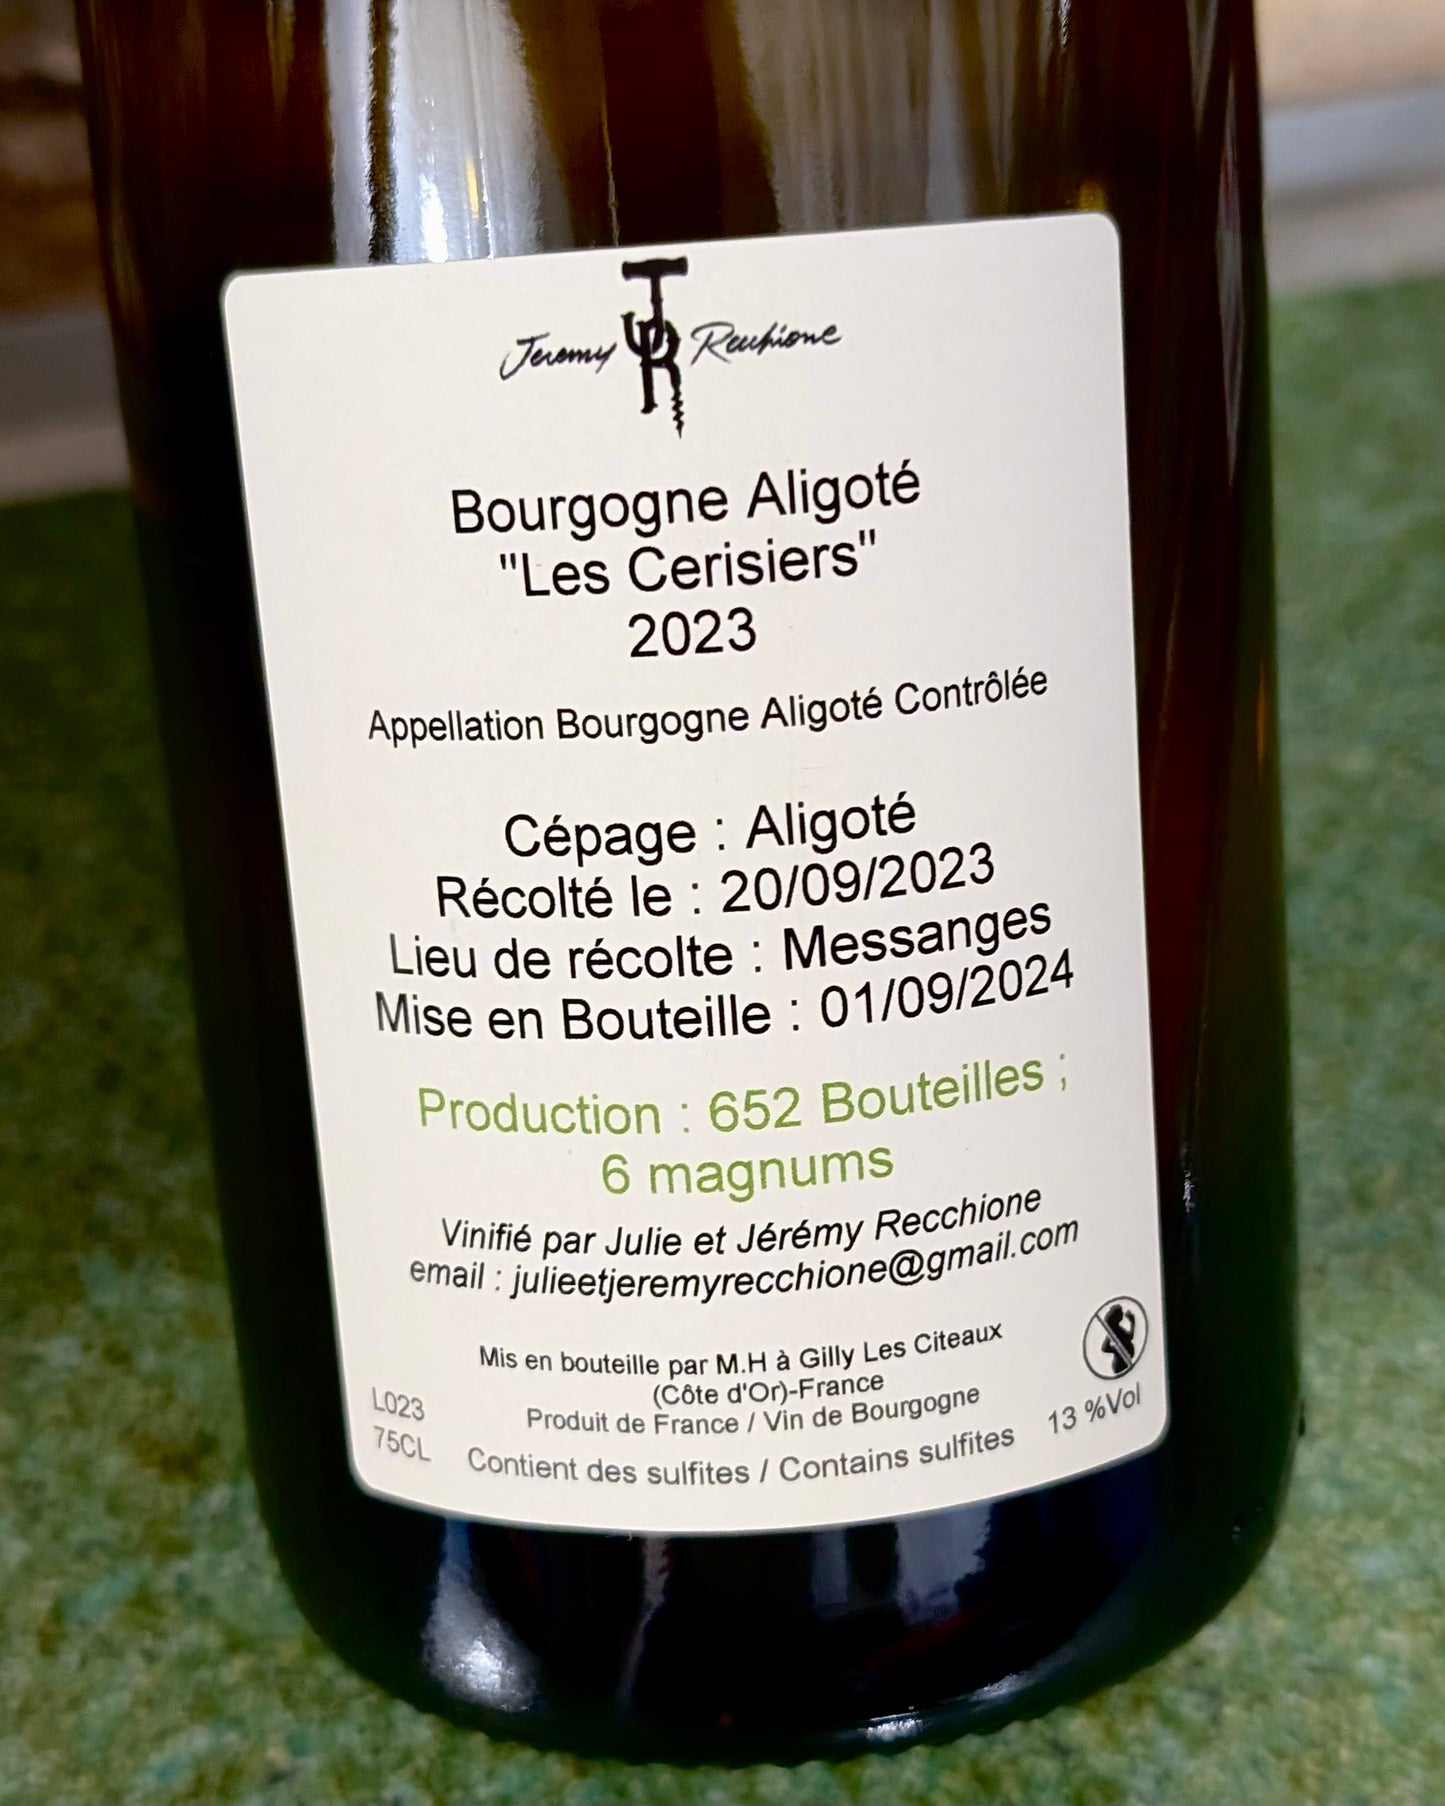 Jeremy JR Recchione
Bourgogne Aligoté
"Les Cerisiers"
2023
Appellation Bourgogne Aligoté Contrôlée
Cépage : Aligoté
Récolté le : 20/09/2023
Lieu de récolte : Messanges
Mise en Bouteille : 01/09/2024
Production : 652 Bouteilles ;
6 magnums
Vinifié par Julie et Jérémy Recchione
email : julieetjeremyrecchione@gmail.com
Mis en bouteille par M.H à Gilly Les Citeaux
(Côte d'Or)-France
Produit de France / Vin de Bourgogne
Contient des sulfites / Contains sulfites
L023
75CL
13 %Vol